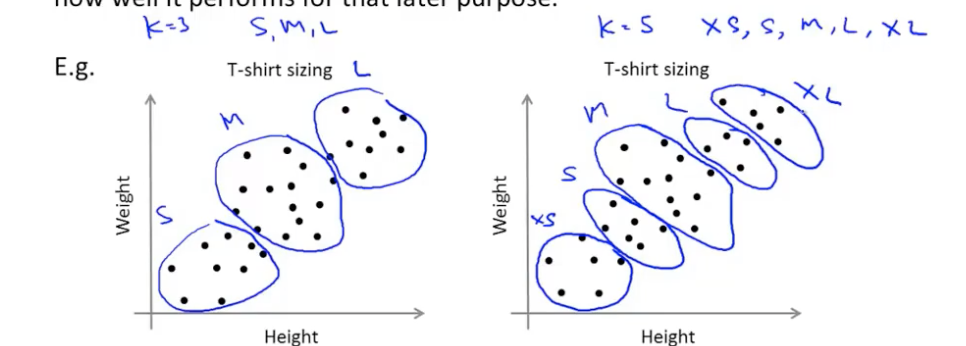 how well it performs for that later purpose.
K=3 S, M, L
K=5 XS, S, M, L, XL
E.g.
T-shirt sizing
L
M
S
Weight
Height
T-shirt sizing
XL
L
M
S
XS
Weight
Height